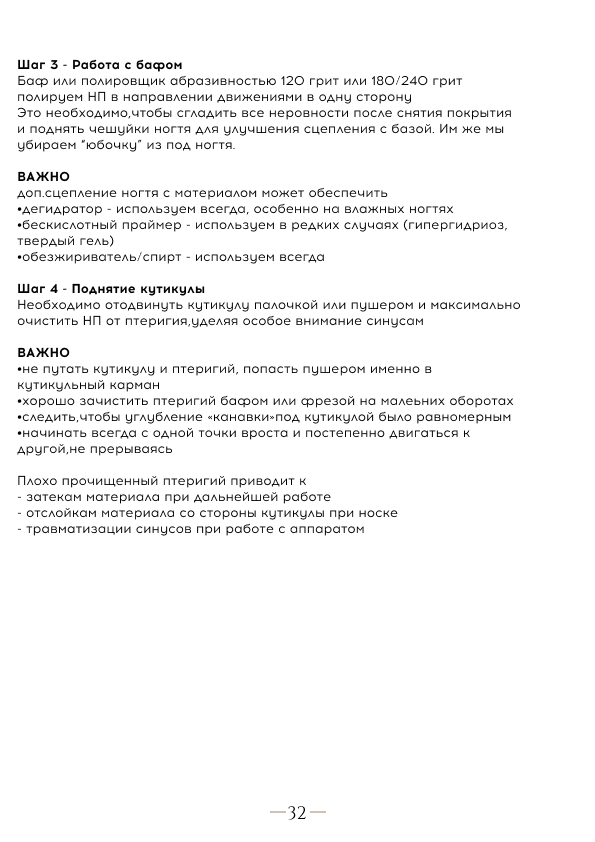 Шаг 3 - Работа с бафом
Баф или полировщик абразивностью 120 грит или 180/240 грит
полируем НП в направлении движениями в одну сторону
Это необходимо,чтобы сгладить все неровности после снятия покрытия
и поднять чешуйки ногтя для улучшения сцепления с базой. Им же мы
убираем “юбочку” из под ногтя.
ВАЖНО
доп.сцепление ногтя с материалом может обеспечить
•дегидратор - используем всегда, особенно на влажных ногтях
•бескислотный праймер - используем в редких случаях (гипергидриоз,
твердый гель)
•обезжириватель/спирт - используем всегда
Шаг 4 - Поднятие кутикулы
Необходимо отодвинуть кутикулу палочкой или пушером и максимально
очистить НП от птеригия,уделяя особое внимание синусам
ВАЖНО
•не путать кутикулу и птеригий, попасть пушером именно в
кутикульный карман
•хорошо зачистить птеригий бафом или фрезой на малеьних оборотах
•следить,чтобы углубление «канавки»под кутикулой было равномерным
•начинать всегда с одной точки вроста и постепенно двигаться к
другой,не прерываясь
Плохо прочищенный птеригий приводит к
- затекам материала при дальнейшей работе
- отслойкам материала со стороны кутикулы при носке
- травматизации синусов при работе с аппаратом
—32—